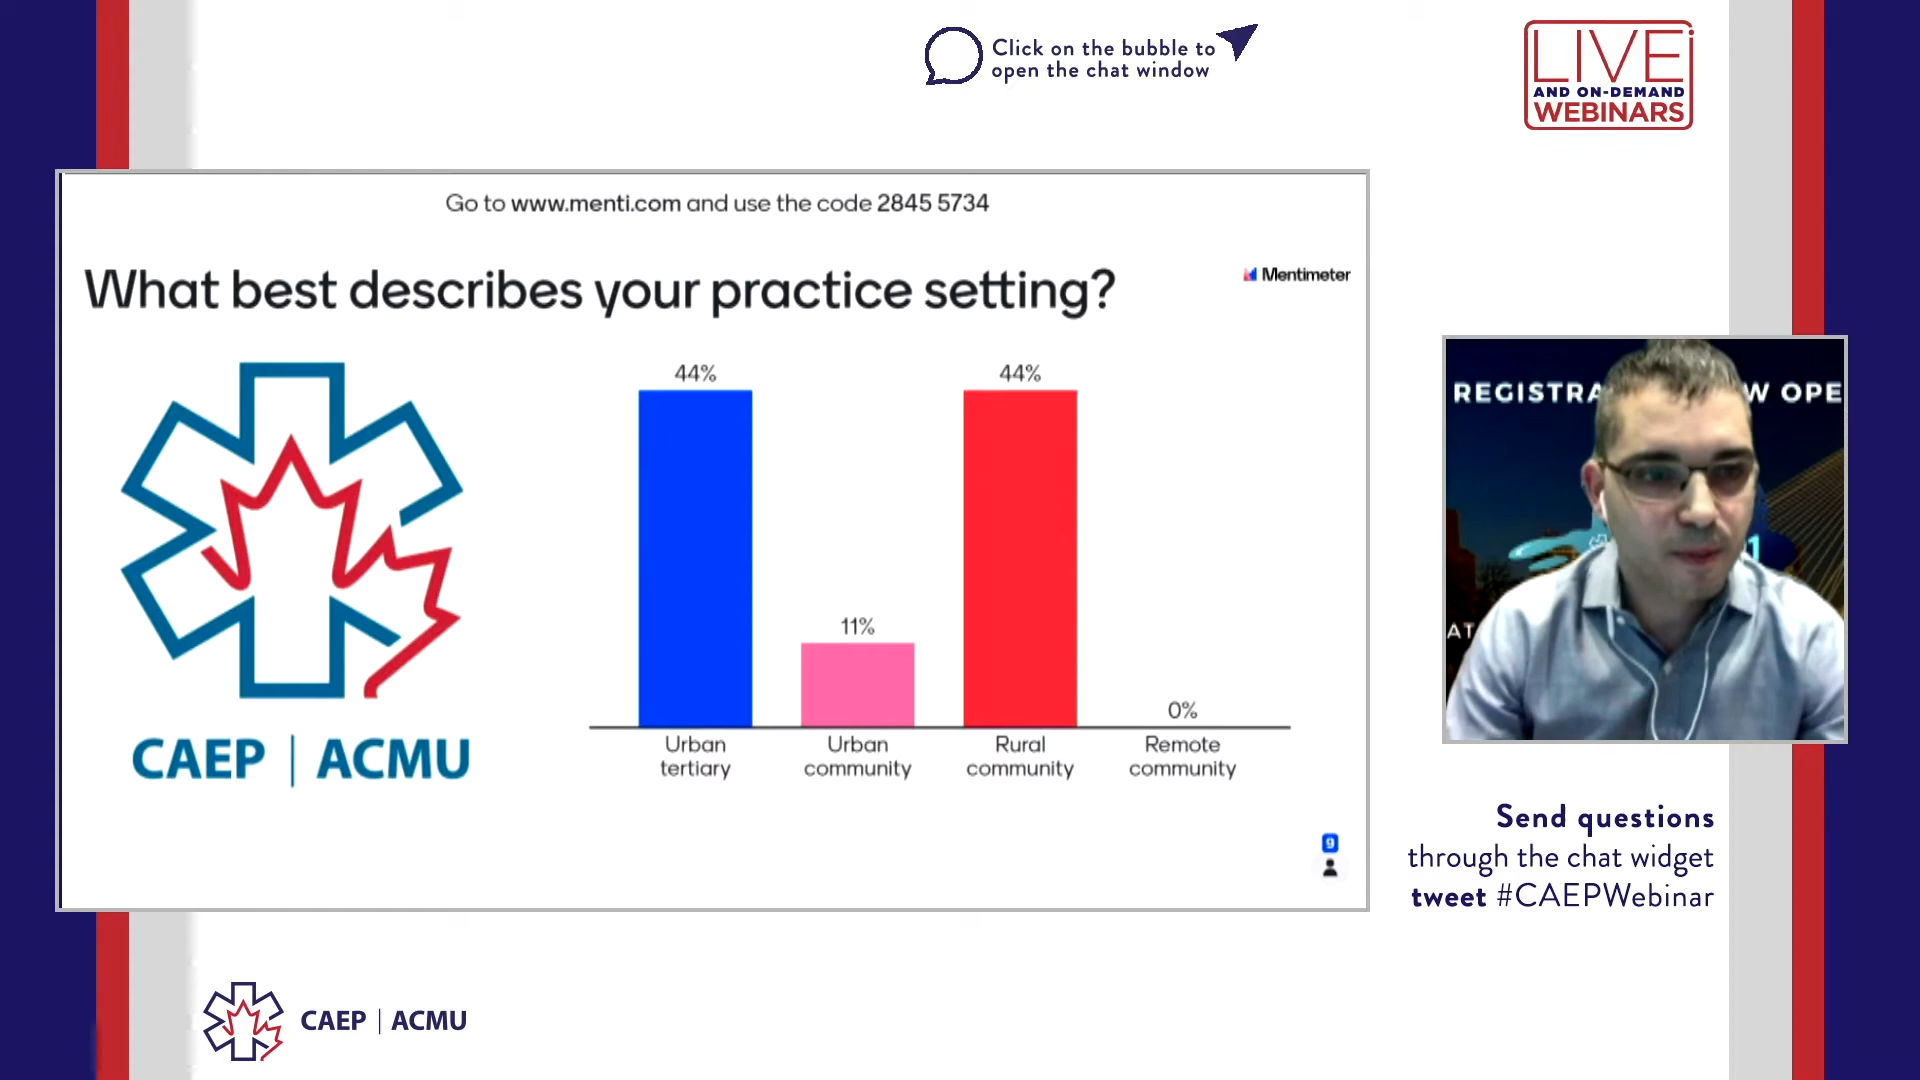 Click on the bubble to
open the chat window
LIVE
AND ON-DEMAND
WEBINARS
Go to www.menti.com and use the code 2845 5734
What best describes your practice setting?
Mentimeter
44%
11%
44%
0%
Urban
tertiary
Urban
community
Rural
community
Remote
community
CAEP | ACMU
9
REGISTRA
W OPE
AT
1
Send questions
through the chat widget
tweet #CAEPWebinar
CAEP | ACMU